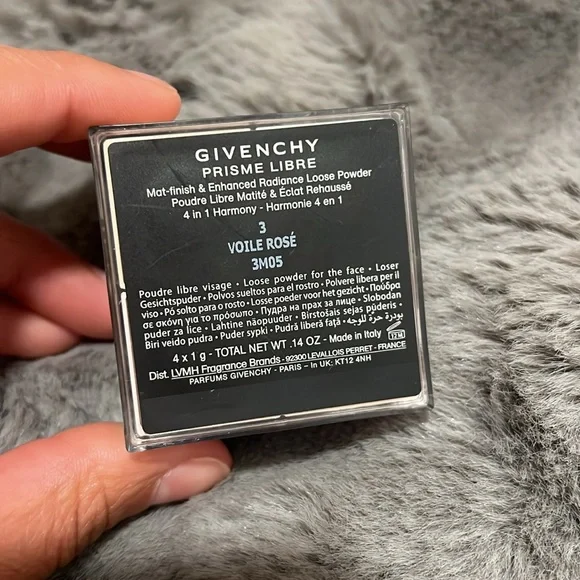 GIVENCHY
PRISME LIBRE
Mat-finish & Enhanced Radiance Loose Powder
Poudre Libre Matité & Éclat Rehaussé
4 in 1 Harmony - Harmonie 4 en 1
3
VOILE ROSÉ
3M05
Poudre libre visage • Loose powder for the face • Loser
Gesichtspuder • Polvos sueltos para el rostro • Polvere libera per il
viso • Pó solto para o rosto • Losse poeder voor het gezicht • Πούδρα
σε σκόνη για το πρόσωπο • Пудра на прах за лице • Slobodan
puder za lice • Lahtine näopuuder • Birstošais sejas pūderis •
Biri veido pudra • Puder sypki • Pudră liberă față • بودرة حرة للوجه
4 x 1 g - TOTAL NET WT. .14 OZ - Made in Italy 
Dist. LVMH Fragrance Brands - 92300 LEVALLOIS PERRET - FRANCE
PARFUMS GIVENCHY - PARIS - In UK: KT12 4NH